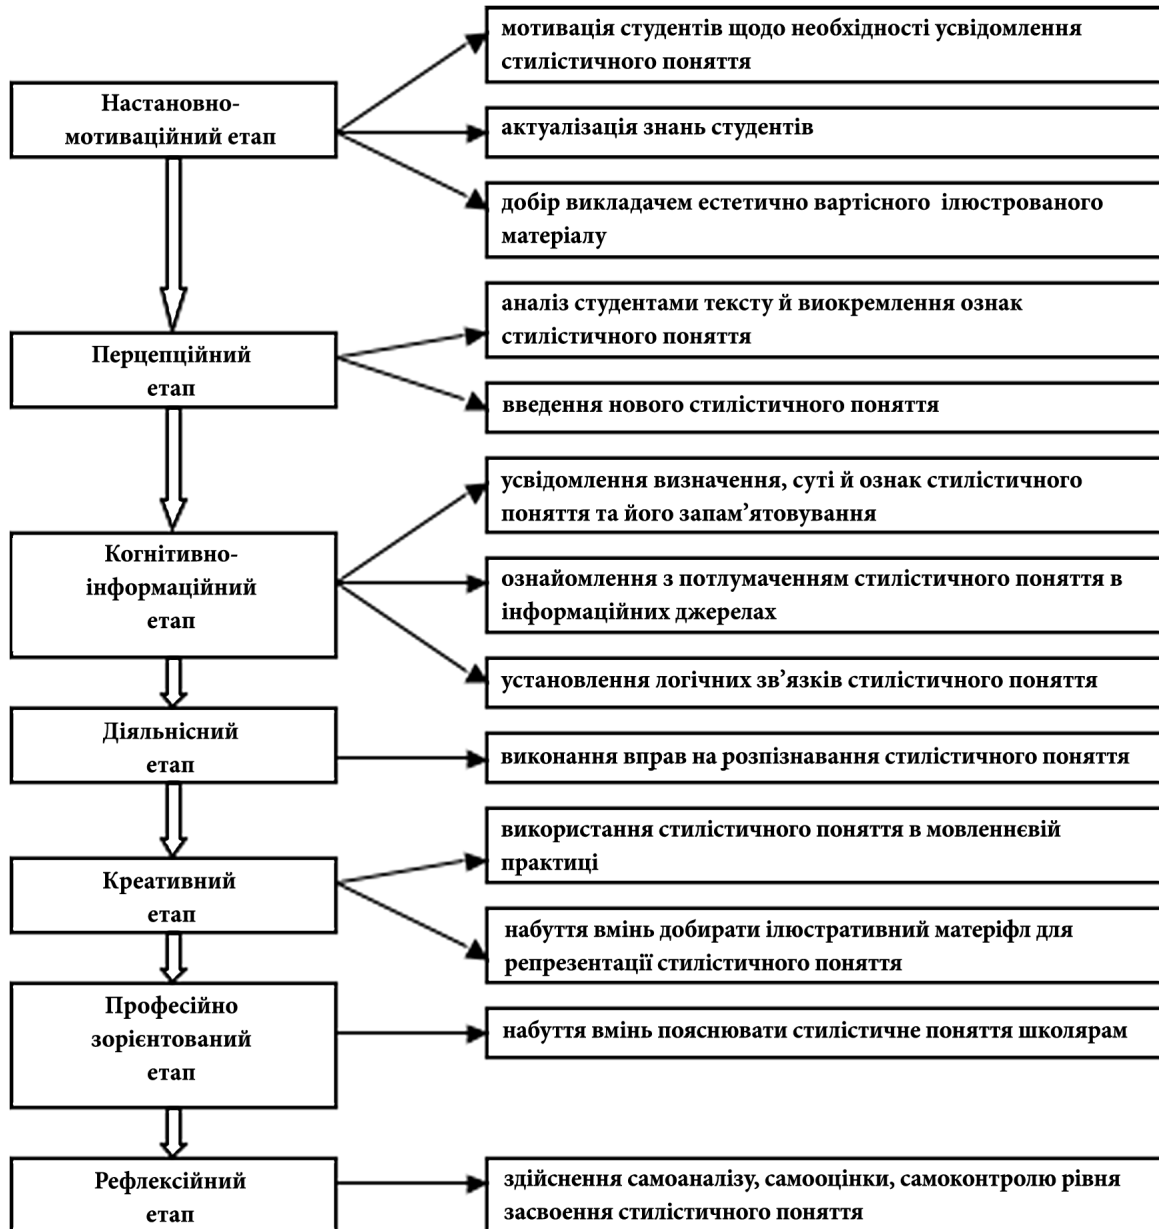 Настановно-
мотиваційний етап
мотивація студентів щодо необхідності усвідомлення
стилістичного поняття
актуалізація знань студентів
добір викладачем естетично вартісного ілюстрованого
матеріалу
Перцепційний
етап
аналіз студентами тексту й виокремлення ознак
стилістичного поняття
введення нового стилістичного поняття
Когнітивно-
інформаційний
етап
усвідомлення визначення, суті й ознак стилістичного
поняття та його запам’ятовування
ознайомлення з потлумаченням стилістичного поняття в
інформаційних джерелах
установлення логічних зв’язків стилістичного поняття
Діяльнісний
етап
виконання вправ на розпізнавання стилістичного поняття
Креативний
етап
використання стилістичного поняття в мовленнєвій
практиці
набуття вмінь добирати ілюстративний матеріфл для
репрезентації стилістичного поняття
Професійно
зорієнтований
етап
набуття вмінь пояснювати стилістичне поняття школярам
Рефлексійний
етап
здійснення самоаналізу, самооцінки, самоконтролю рівня
засвоєння стилістичного поняття